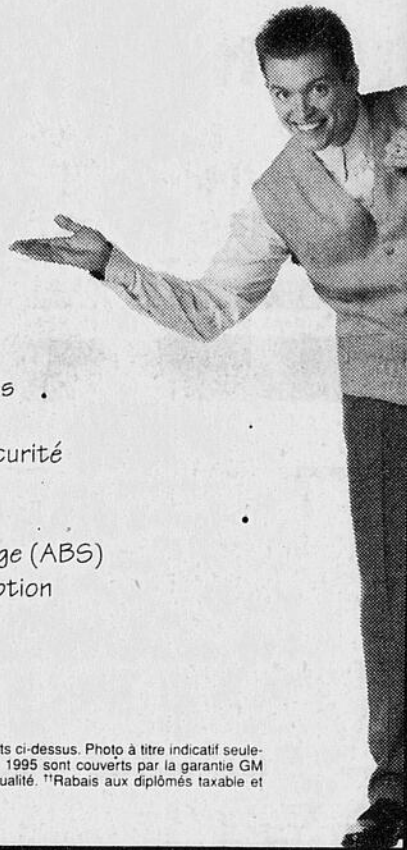 s
curité
ge (ABS)
ption
ts ci-dessus. Photo à titre indicatif seule-
1995 sont couverts par la garantie GM
ualité. ††Rabais aux diplômés taxable et